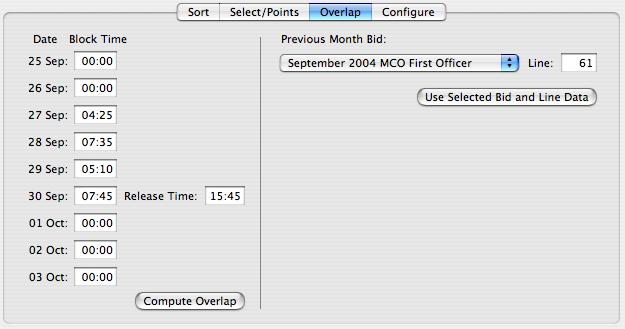 Sort Select/Points Overlap Configure
Date Block Time
25 Sep: 00:00
26 Sep: 00:00
27 Sep: 04:25
28 Sep: 07:35
29 Sep: 05:10
30 Sep: 07:45 Release Time: 15:45
01 Oct: 00:00
02 Oct: 00:00
03 Oct: 00:00
Compute Overlap
Previous Month Bid:
September 2004 MCO First Officer Line: 61
Use Selected Bid and Line Data